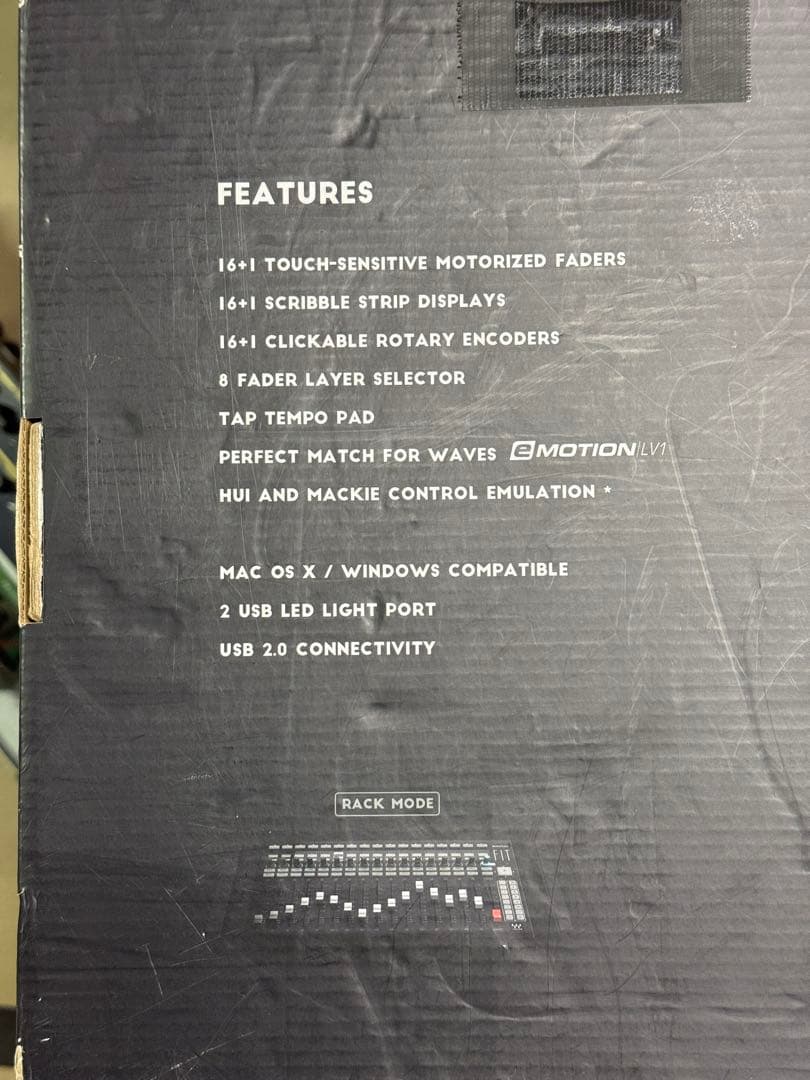 FEATURES
16+1 TOUCH-SENSITIVE MOTORIZED FADERS
16+1 SCRIBBLE STRIP DISPLAYS
16+1 CLICKABLE ROTARY ENCODERS
8 FADER LAYER SELECTOR
TAP TEMPO PAD
PERFECT MATCH FOR WAVES eMOTION|LV1
HUI AND MACKIE CONTROL EMULATION *
MAC OS X / WINDOWS COMPATIBLE
2 USB LED LIGHT PORT
USB 2.0 CONNECTIVITY
RACK MODE
FIT